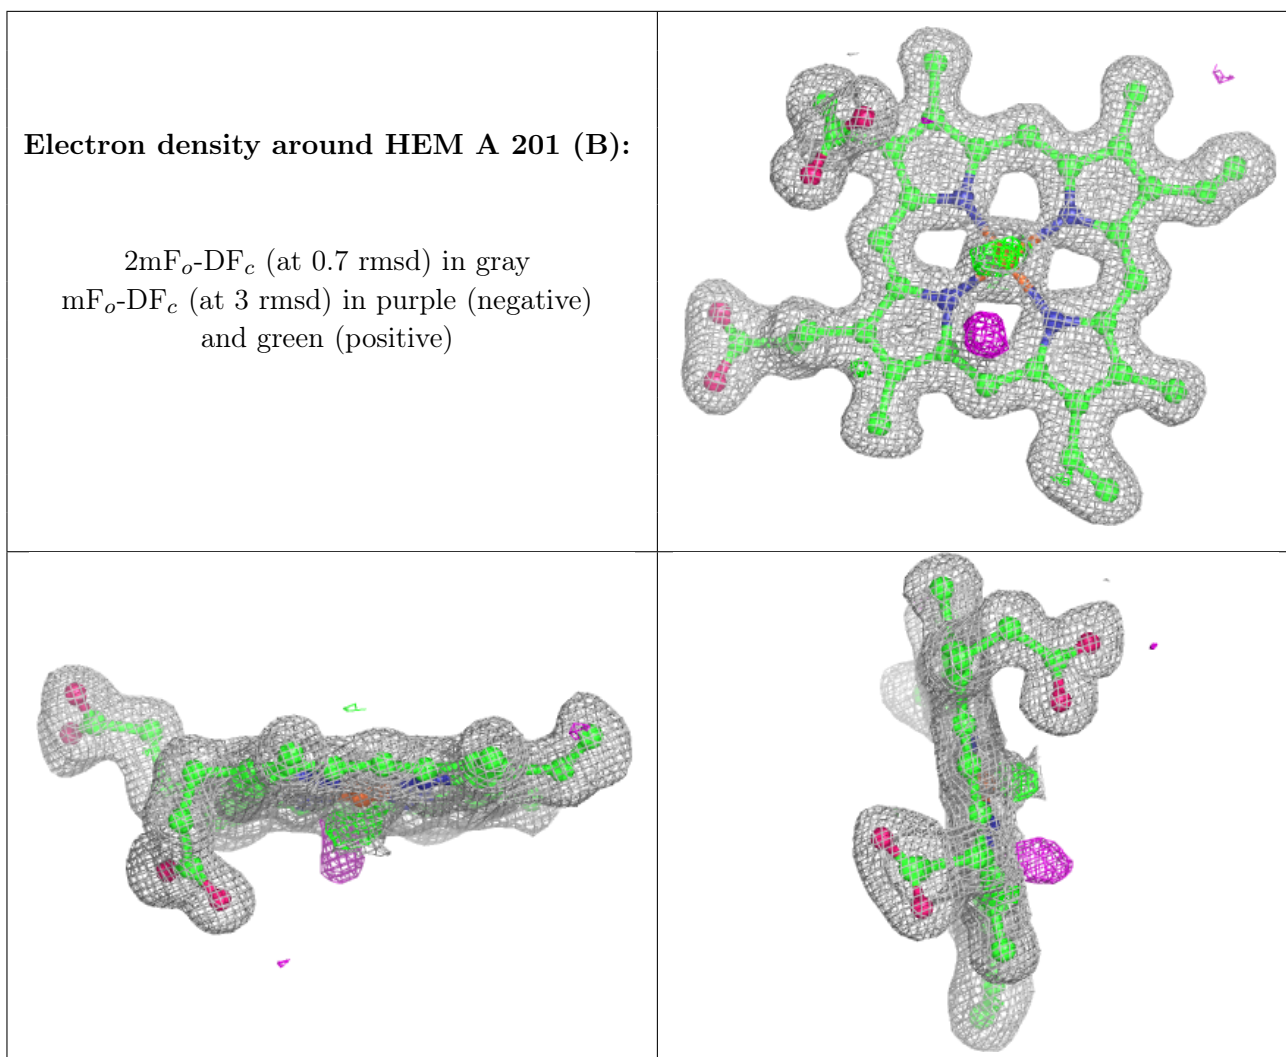 Electron density around HEM A 201 (B):
2mFₒ-DF𝒸 (at 0.7 rmsd) in gray
mFₒ-DF𝒸 (at 3 rmsd) in purple (negative)
and green (positive)